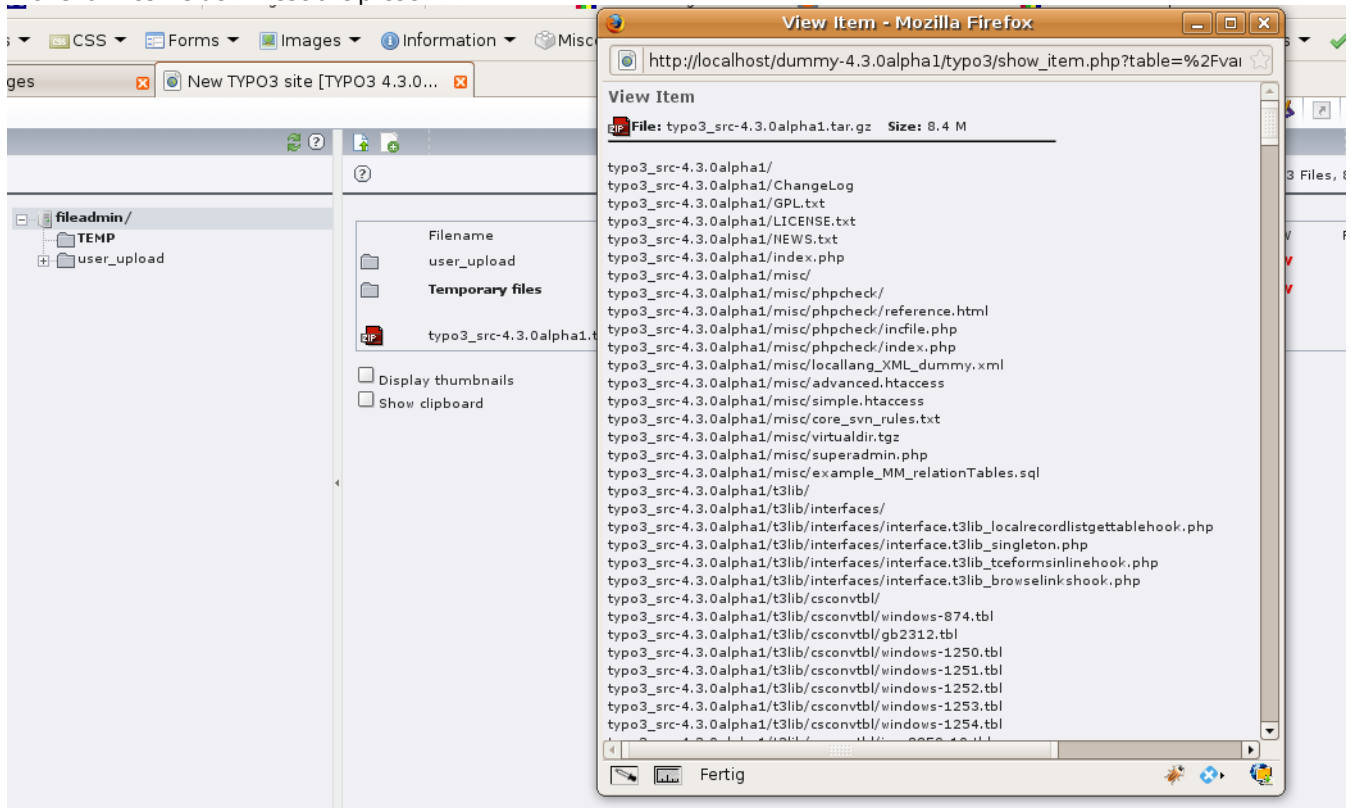 CSS Forms Images Information Misc
New TYPO3 site [TYPO3 4.3.0...
fileadmin/
TEMP
user_upload
3 Files, 8
Filename
user_upload
Temporary files
typo3_src-4.3.0alpha1.t
Display thumbnails
Show clipboard
View Item - Mozilla Firefox
http://localhost/dummy-4.3.0alpha1/typo3/show_item.php?table=%2Fvar
View Item
ZIP File: typo3_src-4.3.0alpha1.tar.gz Size: 8.4 M
typo3_src-4.3.0alpha1/
typo3_src-4.3.0alpha1/ChangeLog
typo3_src-4.3.0alpha1/GPL.txt
typo3_src-4.3.0alpha1/LICENSE.txt
typo3_src-4.3.0alpha1/NEWS.txt
typo3_src-4.3.0alpha1/index.php
typo3_src-4.3.0alpha1/misc/
typo3_src-4.3.0alpha1/misc/phpcheck/
typo3_src-4.3.0alpha1/misc/phpcheck/reference.html
typo3_src-4.3.0alpha1/misc/phpcheck/incfile.php
typo3_src-4.3.0alpha1/misc/phpcheck/index.php
typo3_src-4.3.0alpha1/misc/locallang_XML_dummy.xml
typo3_src-4.3.0alpha1/misc/advanced.htaccess
typo3_src-4.3.0alpha1/misc/simple.htaccess
typo3_src-4.3.0alpha1/misc/core_svn_rules.txt
typo3_src-4.3.0alpha1/misc/virtualdir.tgz
typo3_src-4.3.0alpha1/misc/superadmin.php
typo3_src-4.3.0alpha1/misc/example_MM_relationTables.sql
typo3_src-4.3.0alpha1/t3lib/
typo3_src-4.3.0alpha1/t3lib/interfaces/
typo3_src-4.3.0alpha1/t3lib/interfaces/interface.t3lib_localrecordlistgettablehook.php
typo3_src-4.3.0alpha1/t3lib/interfaces/interface.t3lib_singleton.php
typo3_src-4.3.0alpha1/t3lib/interfaces/interface.t3lib_tceformsinlinehook.php
typo3_src-4.3.0alpha1/t3lib/interfaces/interface.t3lib_browselinkshook.php
typo3_src-4.3.0alpha1/t3lib/csconvtbl/
typo3_src-4.3.0alpha1/t3lib/csconvtbl/windows-874.tbl
typo3_src-4.3.0alpha1/t3lib/csconvtbl/gb2312.tbl
typo3_src-4.3.0alpha1/t3lib/csconvtbl/windows-1250.tbl
typo3_src-4.3.0alpha1/t3lib/csconvtbl/windows-1251.tbl
typo3_src-4.3.0alpha1/t3lib/csconvtbl/windows-1252.tbl
typo3_src-4.3.0alpha1/t3lib/csconvtbl/windows-1253.tbl
typo3_src-4.3.0alpha1/t3lib/csconvtbl/windows-1254.tbl
Fertig